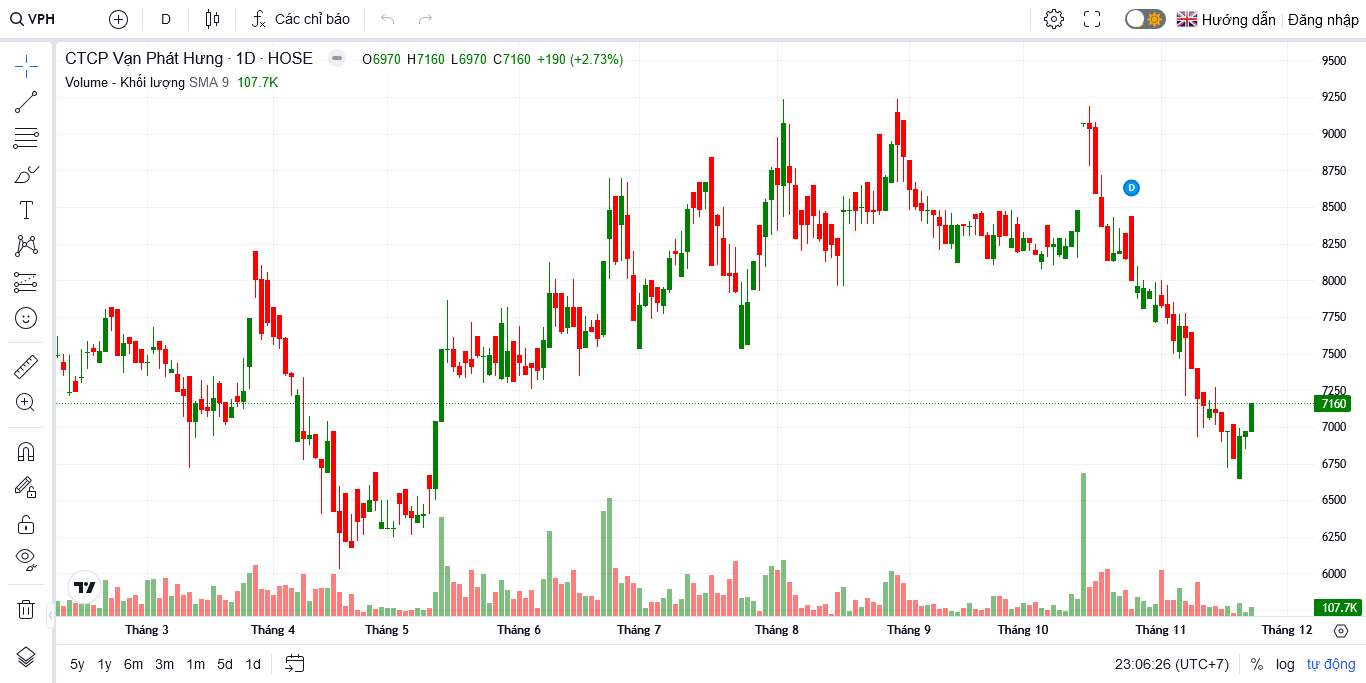 VPH D Các chỉ báo Hướng dẫn Đăng nhập
CTCP Vạn Phát Hưng · 1D · HOSE O6970 H7160 L6970 C7160 +190 (+2.73%)
Volume - Khối lượng SMA 9 107.7K
9500
9250
9000
8750
D
8500
8250
8000
7750
7500
7250
7160
7000
6750
6500
6250
6000
107.7K
Tháng 3 Tháng 4 Tháng 5 Tháng 6 Tháng 7 Tháng 8 Tháng 9 Tháng 10 Tháng 11 Tháng 12
5y 1y 6m 3m 1m 5d 1d 23:06:26 (UTC+7) % log tự động